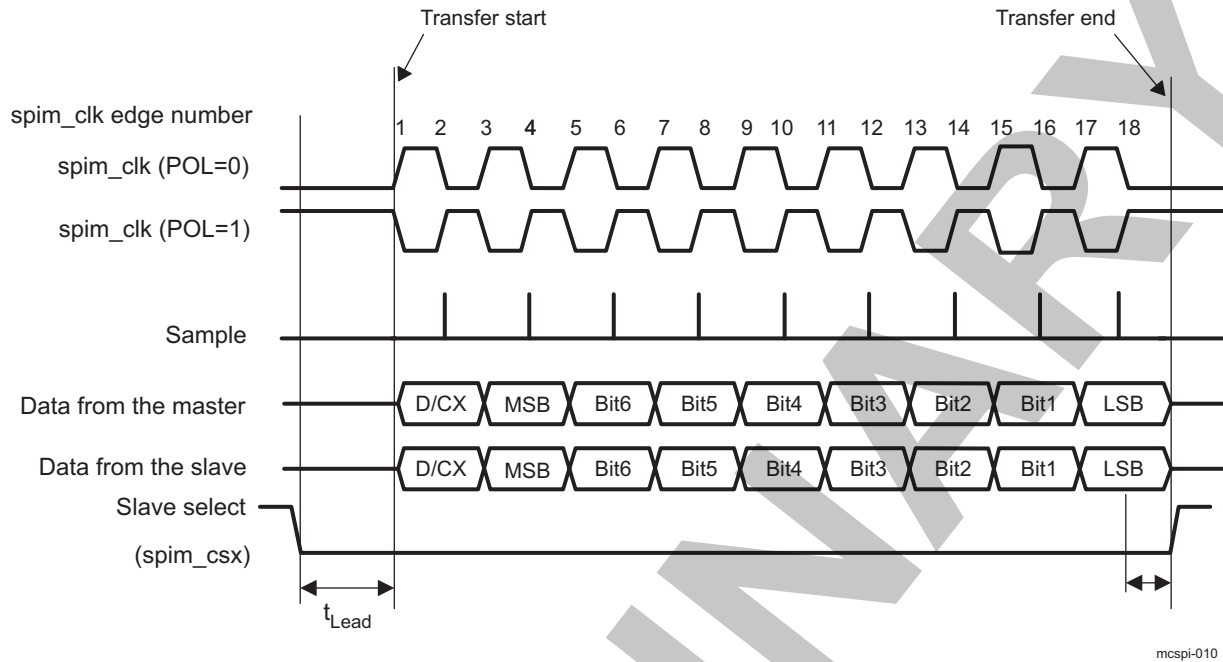 Transfer start
Transfer end
spim_clk edge number
1 2 3 4 5 6 7 8 9 10 11 12 13 14 15 16 17 18
spim_clk (POL=0)
spim_clk (POL=1)
Sample
Data from the master
D/CX MSB Bit6 Bit5 Bit4 Bit3 Bit2 Bit1 LSB
Data from the slave
D/CX MSB Bit6 Bit5 Bit4 Bit3 Bit2 Bit1 LSB
Slave select
(spim_csx)
tLead
mcspi-010
INARY